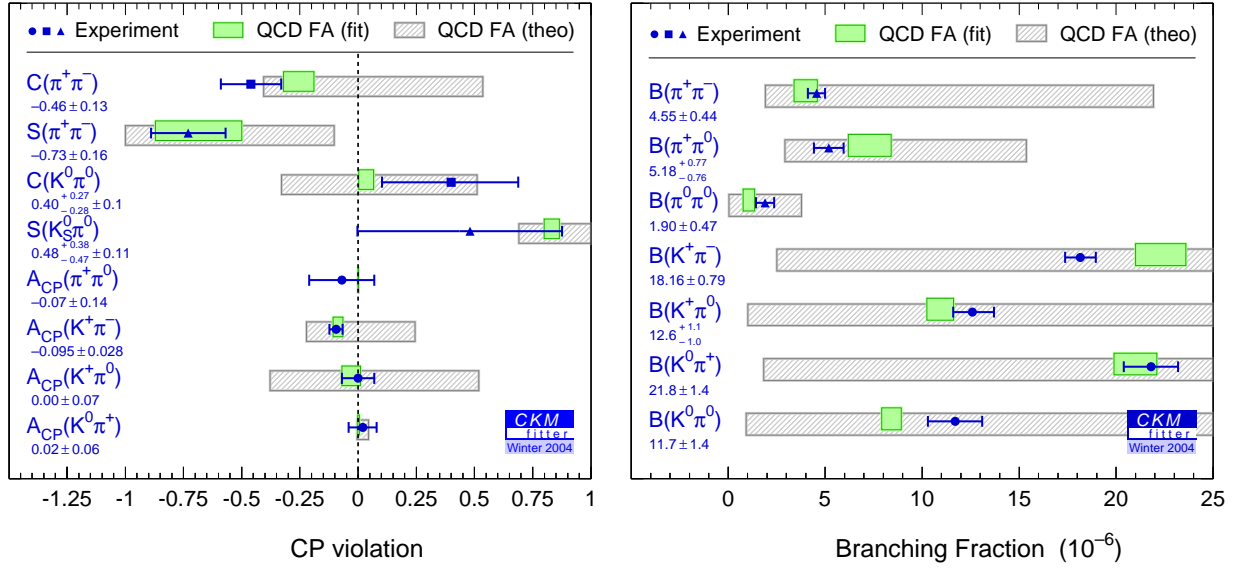 Experiment QCD FA (fit) QCD FA (theo)
C(π⁺π⁻)
–0.46 ± 0.13
S(π⁺π⁻)
–0.73 ± 0.16
C(K⁰π⁰)
0.40 +0.27 –0.28 ± 0.1
S(K⁰Sπ⁰)
0.48 +0.38 –0.47 ± 0.11
A_CP(π⁺π⁰)
–0.07 ± 0.14
A_CP(K⁺π⁻)
–0.095 ± 0.028
A_CP(K⁺π⁰)
0.00 ± 0.07
A_CP(K⁰π⁺)
0.02 ± 0.06
CKM
fitter
Winter 2004
-1.25 -1 -0.75 -0.5 -0.25 0 0.25 0.5 0.75 1
CP violation
Experiment QCD FA (fit) QCD FA (theo)
B(π⁺π⁻)
4.55 ± 0.44
B(π⁺π⁰)
5.18 +0.77 –0.76
B(π⁰π⁰)
1.90 ± 0.47
B(K⁺π⁻)
18.16 ± 0.79
B(K⁺π⁰)
12.6 +1.1 –1.0
B(K⁰π⁺)
21.8 ± 1.4
B(K⁰π⁰)
11.7 ± 1.4
CKM
fitter
Winter 2004
0 5 10 15 20 25
Branching Fraction (10⁻⁶)